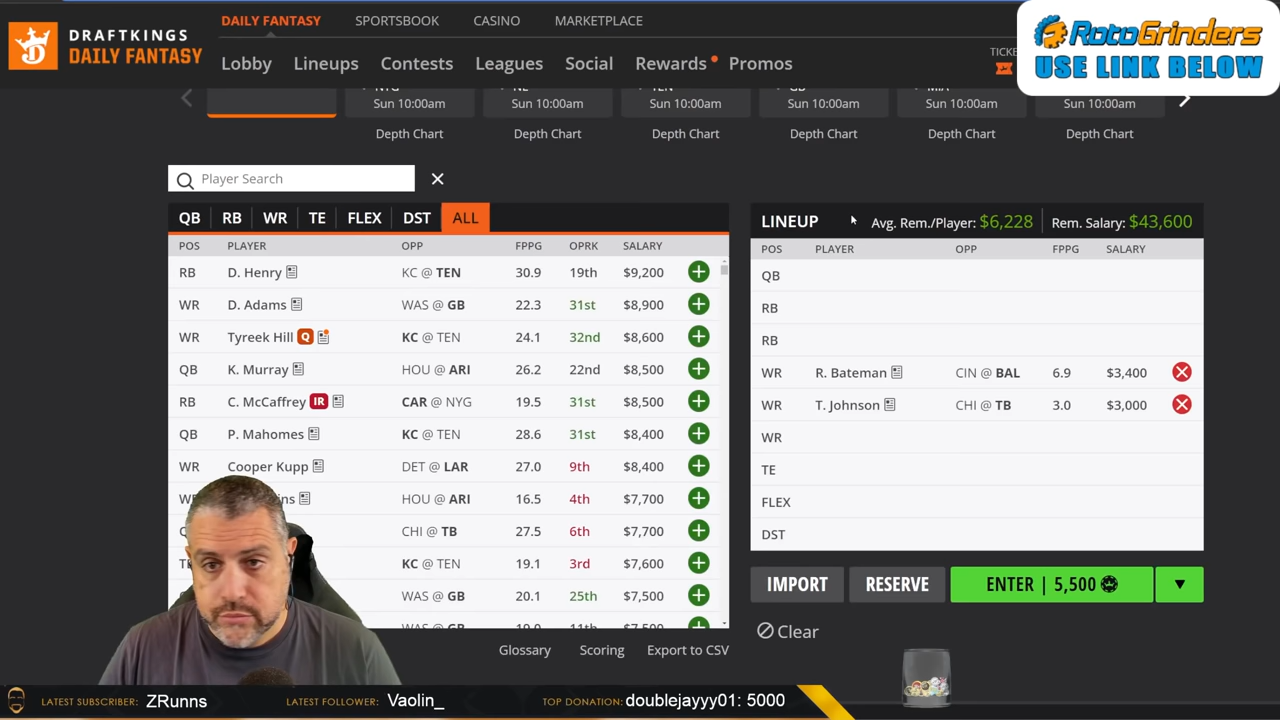 DAILY FANTASY SPORTSBOOK CASINO MARKETPLACE
DRAFTKINGS
DAILY FANTASY
Lobby Lineups Contests Leagues Social Rewards Promos
RotoGrinders
USE LINK BELOW
Sun 10:00am Sun 10:00am Sun 10:00am Sun 10:00am Sun 10:00am Sun 10:00am
Depth Chart Depth Chart Depth Chart Depth Chart Depth Chart Depth Chart
Player Search
QB RB WR TE FLEX DST ALL
POS PLAYER OPP FPPG OPRK SALARY
RB D. Henry KC @ TEN 30.9 19th $9,200
WR D. Adams WAS @ GB 22.3 31st $8,900
WR Tyreek Hill Q KC @ TEN 24.1 32nd $8,600
QB K. Murray HOU @ ARI 26.2 22nd $8,500
RB C. McCaffrey IR CAR @ NYG 19.5 31st $8,500
QB P. Mahomes KC @ TEN 28.6 31st $8,400
WR Cooper Kupp DET @ LAR 27.0 9th $8,400
HOU @ ARI 16.5 4th $7,700
CHI @ TB 27.5 6th $7,700
KC @ TEN 19.1 3rd $7,600
WAS @ GB 20.1 25th $7,500
LINEUP Avg. Rem./Player: $6,228 Rem. Salary: $43,600
POS PLAYER OPP FPPG SALARY
QB
RB
RB
WR R. Bateman CIN @ BAL 6.9 $3,400
WR T. Johnson CHI @ TB 3.0 $3,000
WR
TE
FLEX
DST
IMPORT RESERVE ENTER | 5,500
Clear
Glossary Scoring Export to CSV
LATEST SUBSCRIBER: ZRunns LATEST FOLLOWER: Vaolin_ TOP DONATION: doublejayyy01: 5000